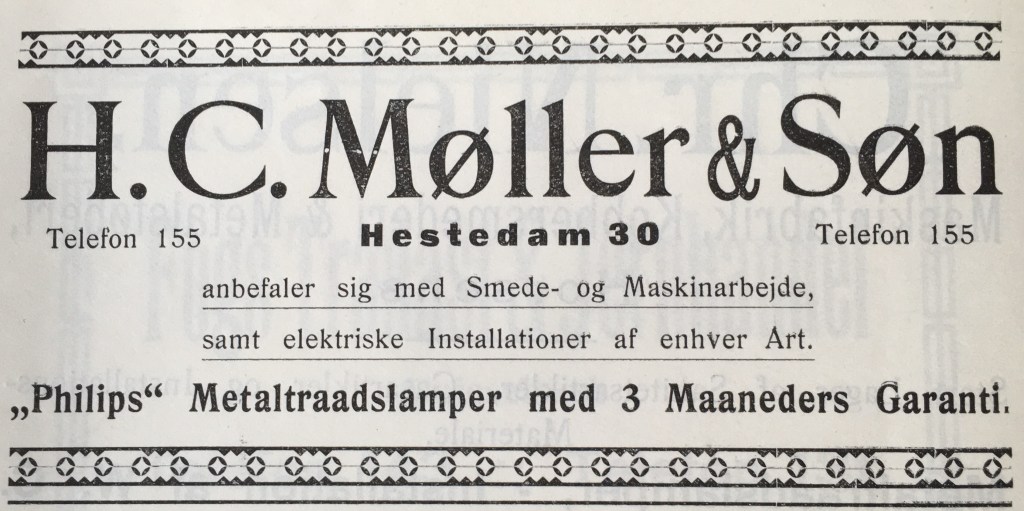 H. C. Møller & Søn
Telefon 155 Hestedam 30 Telefon 155
anbefaler sig med Smede- og Maskinarbejde,
samt elektriske Installationer af enhver Art.
„Philips“ Metaltraadslamper med 3 Maaneders Garanti.